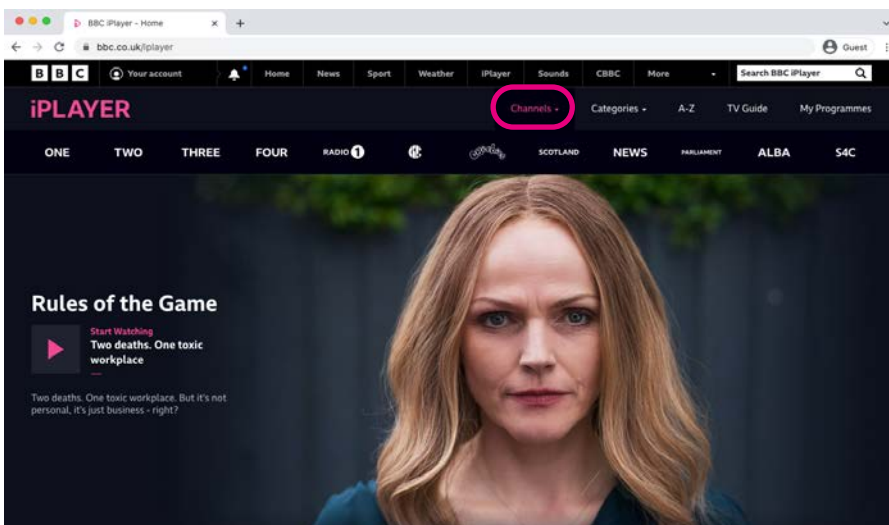 BBC iPlayer - Home
bbc.co.uk/iplayer
Guest
BBC Your account Home News Sport Weather iPlayer Sounds CBBC More Search BBC iPlayer
iPLAYER Channels Categories A-Z TV Guide My Programmes
ONE TWO THREE FOUR RADIO 1 SCOTLAND NEWS PARLIAMENT ALBA S4C
Rules of the Game
Start Watching
Two deaths. One toxic
workplace
Two deaths. One toxic workplace. But it's not
personal, it's just business - right?